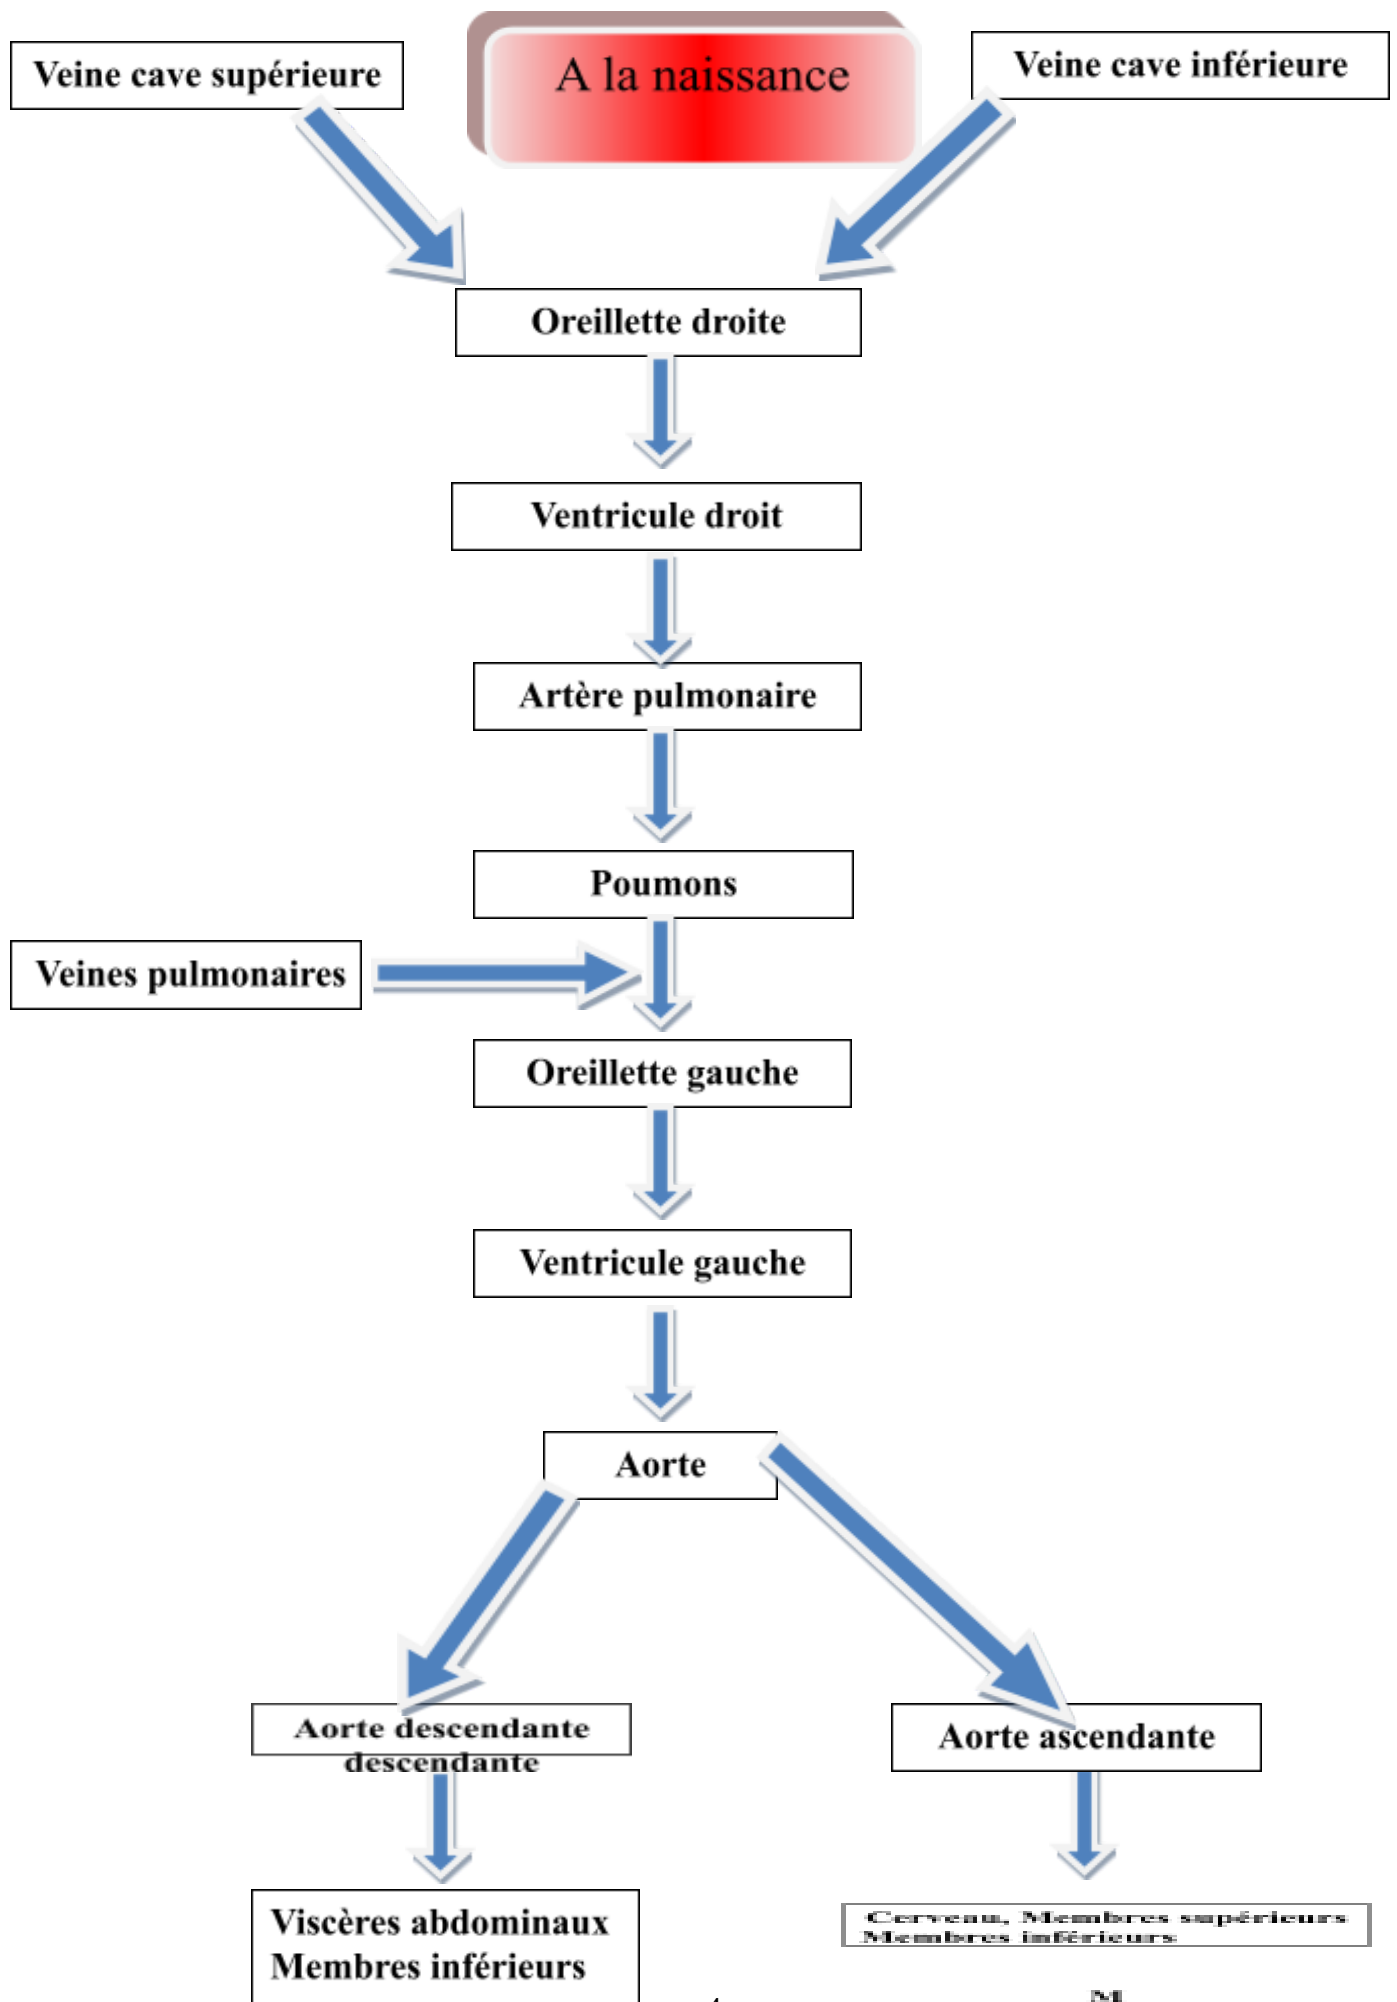 A la naissance
Veine cave supérieure
Veine cave inférieure
Oreillette droite
Ventricule droit
Artère pulmonaire
Poumons
Veines pulmonaires
Oreillette gauche
Ventricule gauche
Aorte
Aorte descendante
descendante
Aorte ascendante
Viscères abdominaux
Membres inférieurs
Cerveau, Membres supérieurs
Membres inférieurs
M